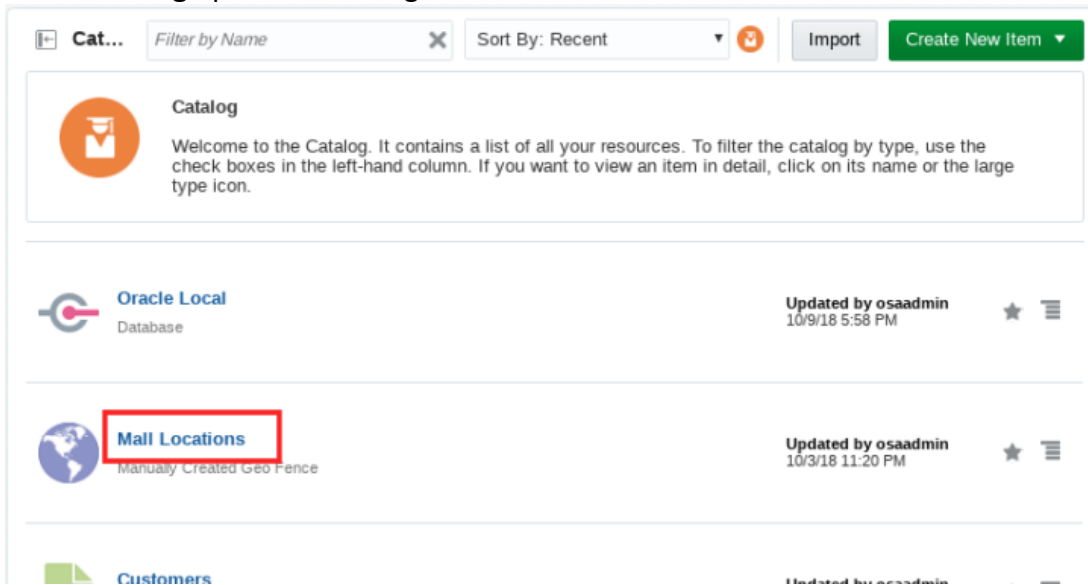 Cat...
Filter by Name
Sort By: Recent
Import
Create New Item
Catalog
Welcome to the Catalog. It contains a list of all your resources. To filter the catalog by type, use the
check boxes in the left-hand column. If you want to view an item in detail, click on its name or the large
type icon.
Oracle Local
Database
Updated by osaadmin
10/9/18 5:58 PM
Mall Locations
Manually Created Geo Fence
Updated by osaadmin
10/3/18 11:20 PM
Customers
Updated by osaadmin